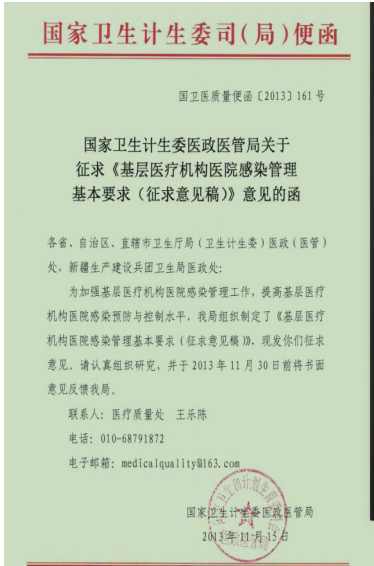 国家卫生计生委司(局)便函
国卫医质量便函〔2013〕161号
国家卫生计生委医政医管局关于
征求《基层医疗机构医院感染管理
基本要求(征求意见稿)》意见的函
各省、自治区、直辖市卫生厅局(卫生计生委)医政(医管)
处,新疆生产建设兵团卫生局医政处:
为加强基层医疗机构医院感染管理工作,提高基层医疗
机构医院感染预防与控制水平,我局组织制定了《基层医疗
机构医院感染管理基本要求(征求意见稿)》,现发你们征求
意见。请认真组织研究,并于2013年11月30日前将书面
意见反馈我局。
联系人:医疗质量处 王乐陈
电话:010-68791872
电子邮箱:medicalquality@163.com
国家卫生计生委医政医管局
2013年11月15日